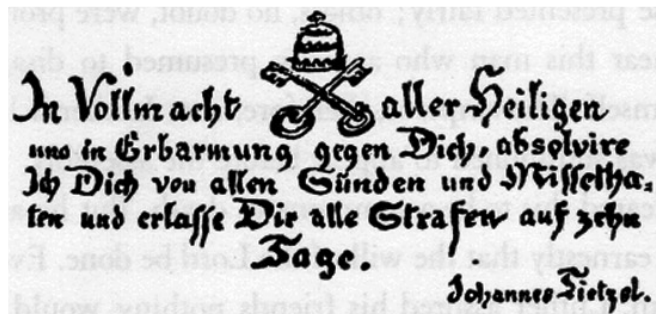 In Vollmacht aller Heiligen
und in Erbarmung gegen Dich, absolvire
Ich Dich von allen Sünden und Missetha-
ten und erlasse Dir alle Strafen auf zehn
Tage.
Johannes Tietzel.